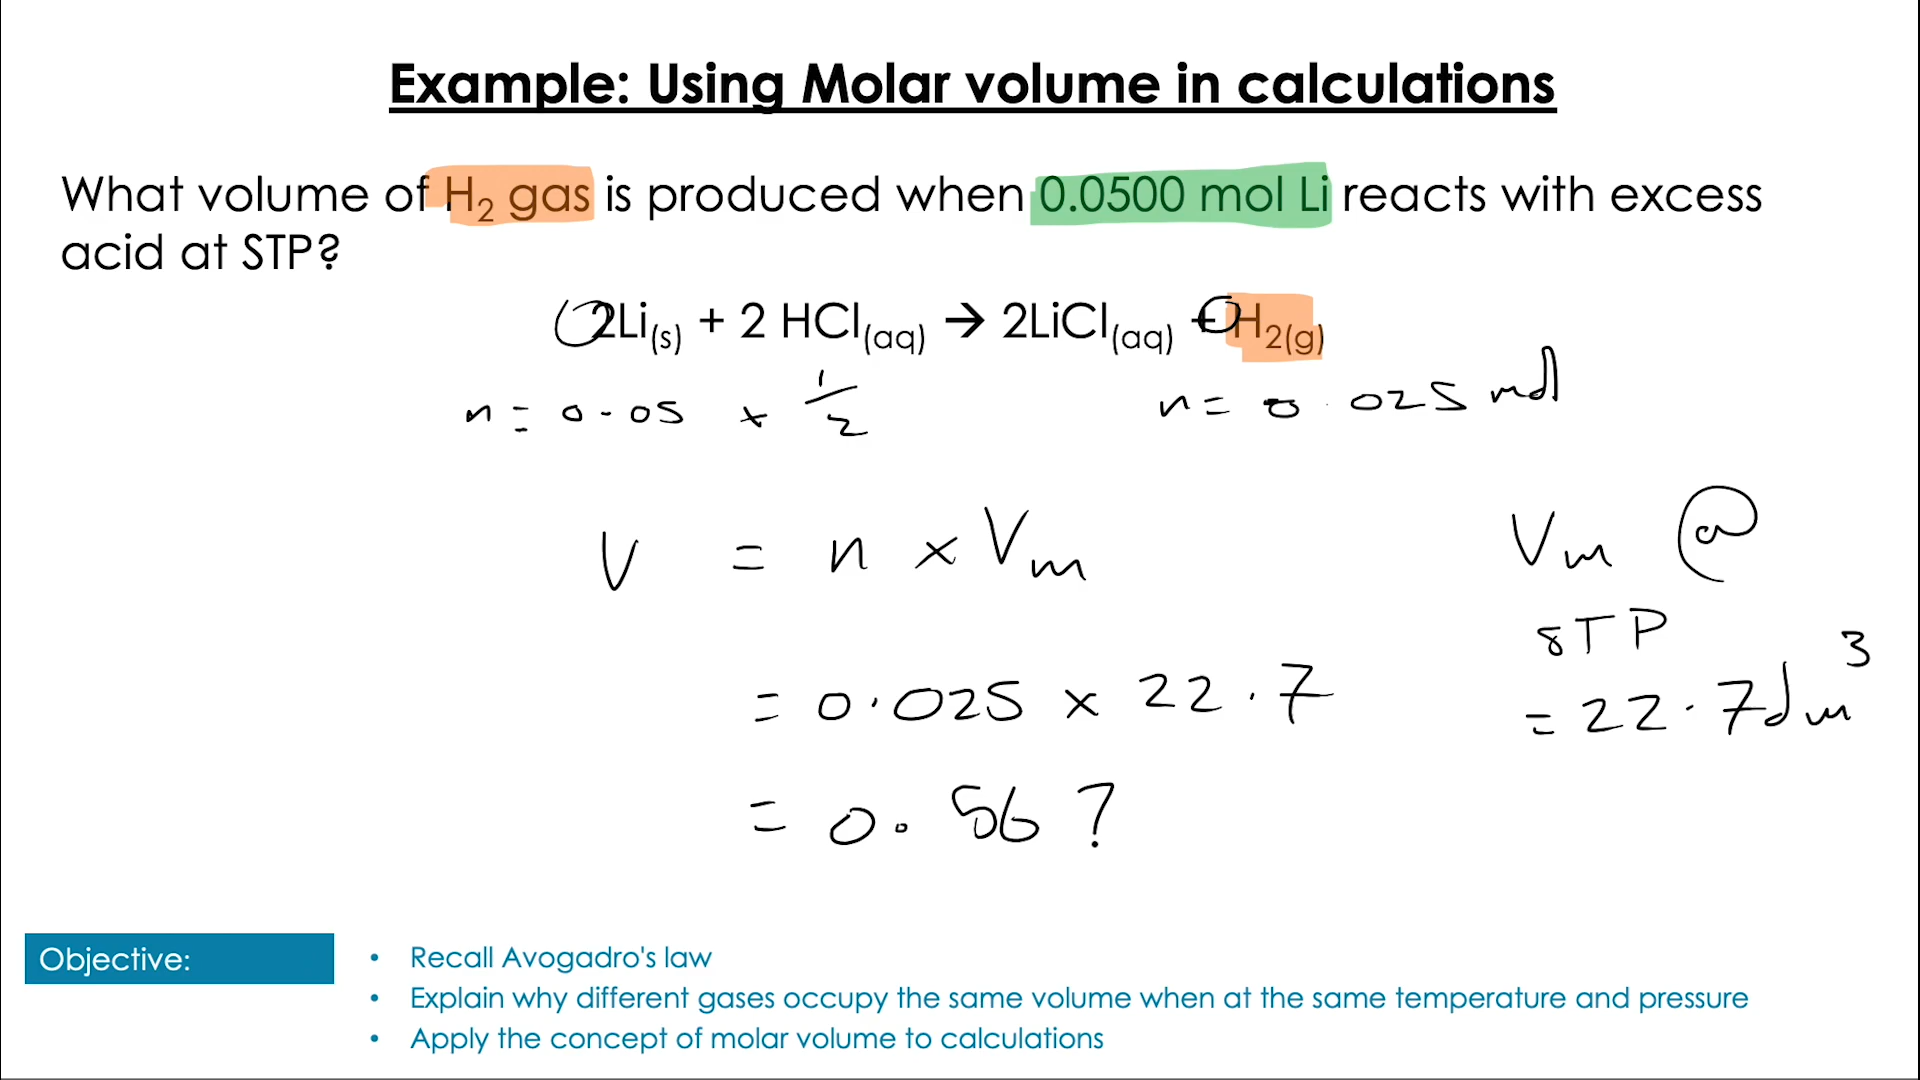 Example: Using Molar volume in calculations
What volume of H₂ gas is produced when 0.0500 mol Li reacts with excess
acid at STP?
2Li(s) + 2 HCl(aq) → 2LiCl(aq) + H₂(g)
n = 0.05 × 1/2 n = 0.025 mol
V = n × Vm Vm @
STP
= 0.025 × 22.7 = 22.7dm³
= 0.56?
Objective:
• Recall Avogadro's law
• Explain why different gases occupy the same volume when at the same temperature and pressure
• Apply the concept of molar volume to calculations